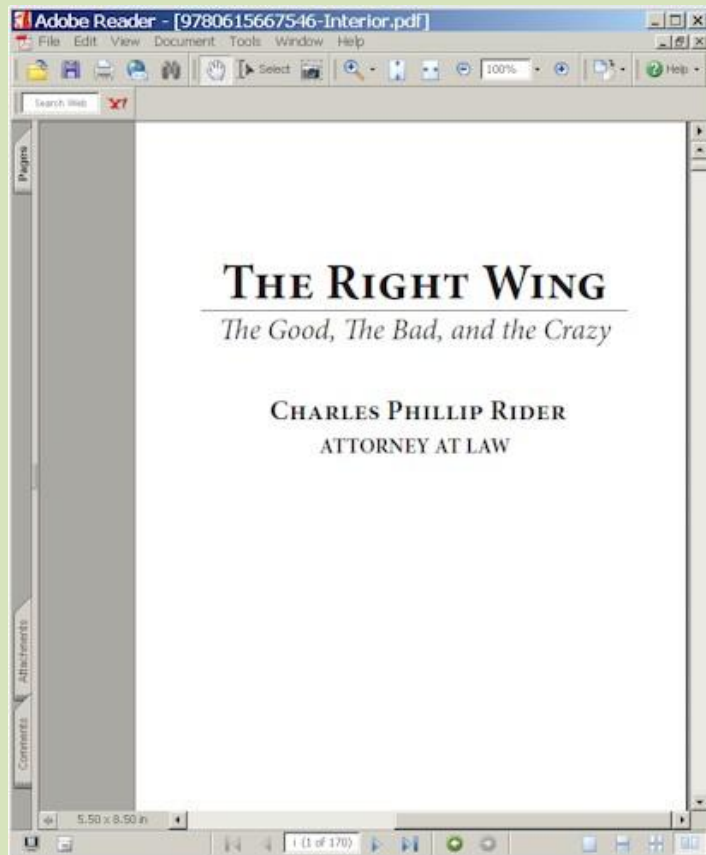 Adobe Reader - [9780615667546-Interior.pdf]
File Edit View Document Tools Window Help
Select 100% Help
Search Web Y!
Pages
THE RIGHT WING
The Good, The Bad, and the Crazy
CHARLES PHILLIP RIDER
ATTORNEY AT LAW
Attachments
Comments
5.50 x 8.50 in
i (1 of 170)